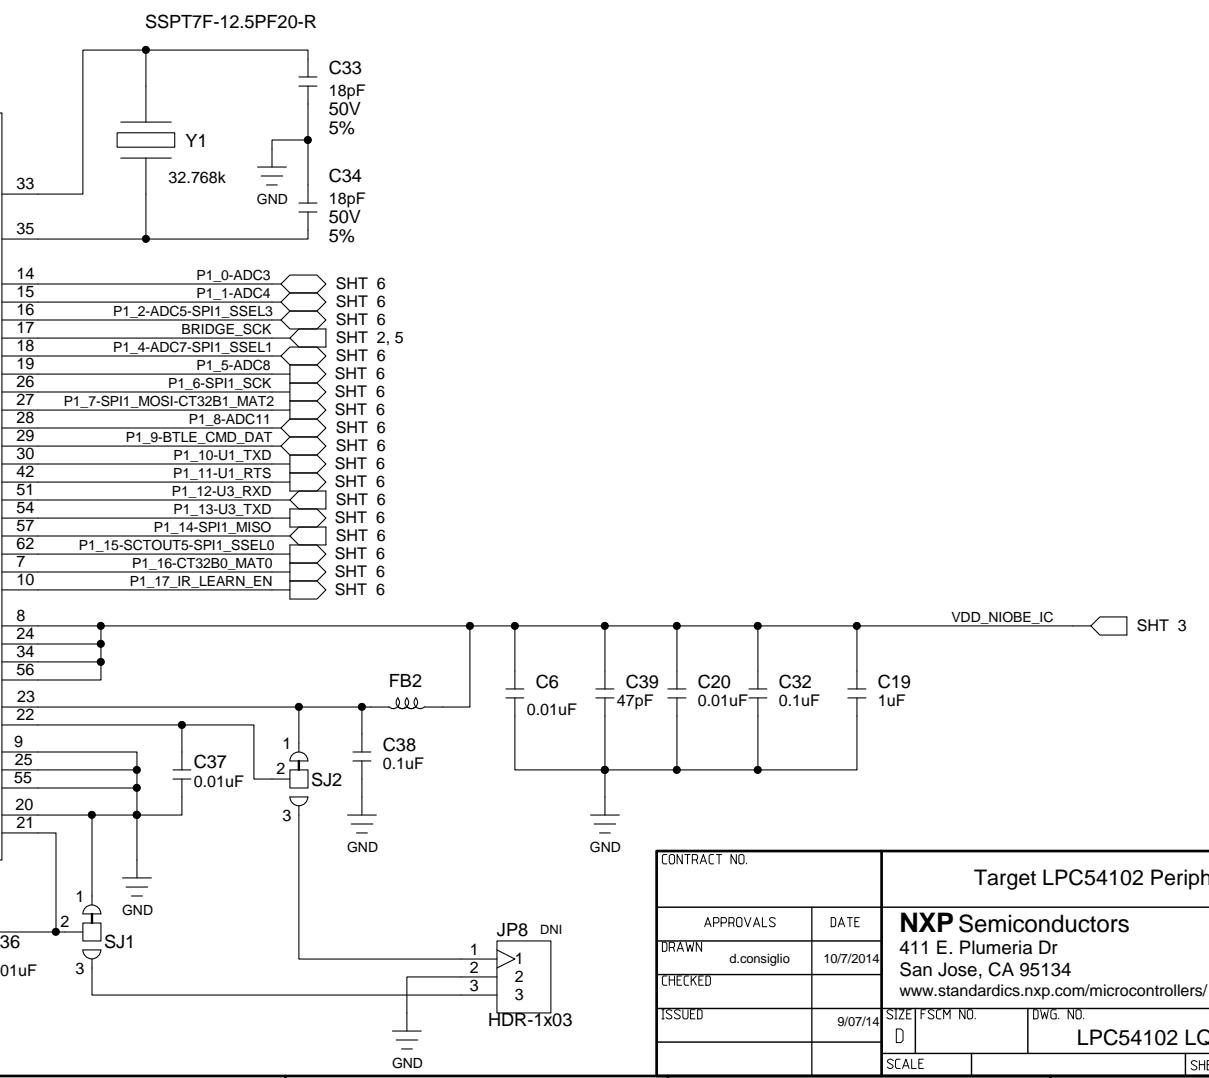 SSPT7F-12.5PF20-R
C33
18pF
50V
5%
Y1
32.768k
GND
C34
18pF
50V
5%
33
35
14 P1_0-ADC3 SHT 6
15 P1_1-ADC4 SHT 6
16 P1_2-ADC5-SPI1_SSEL3 SHT 6
17 BRIDGE_SCK SHT 2, 5
18 P1_4-ADC7-SPI1_SSEL1 SHT 6
19 P1_5-ADC8 SHT 6
26 P1_6-SPI1_SCK SHT 6
27 P1_7-SPI1_MOSI-CT32B1_MAT2 SHT 6
28 P1_8-ADC11 SHT 6
29 P1_9-BTLE_CMD_DAT SHT 6
30 P1_10-U1_TXD SHT 6
42 P1_11-U1_RTS SHT 6
51 P1_12-U3_RXD SHT 6
54 P1_13-U3_TXD SHT 6
57 P1_14-SPI1_MISO SHT 6
62 P1_15-SCTOUT5-SPI1_SSEL0 SHT 6
7 P1_16-CT32B0_MAT0 SHT 6
10 P1_17_IR_LEARN_EN SHT 6
8
24
34
56
VDD_NIOBE_IC SHT 3
23
22
FB2
C6
0.01uF
C39
47pF
C20
0.01uF
C32
0.1uF
C19
1uF
9
25
55
20
21
C37
0.01uF
1
2
SJ2
3
C38
0.1uF
GND
GND
GND
1
2
SJ1
3
36
01uF
JP8 DNI
1 1
2 2
3 3
HDR-1x03
GND
CONTRACT NO.
Target LPC54102 Periph
APPROVALS DATE
DRAWN d.consiglio 10/7/2014
CHECKED
ISSUED 9/07/14
NXP Semiconductors
411 E. Plumeria Dr
San Jose, CA 95134
www.standardics.nxp.com/microcontrollers/
SIZE FSCM NO. DWG. NO.
D LPC54102 LQ
SCALE SHE